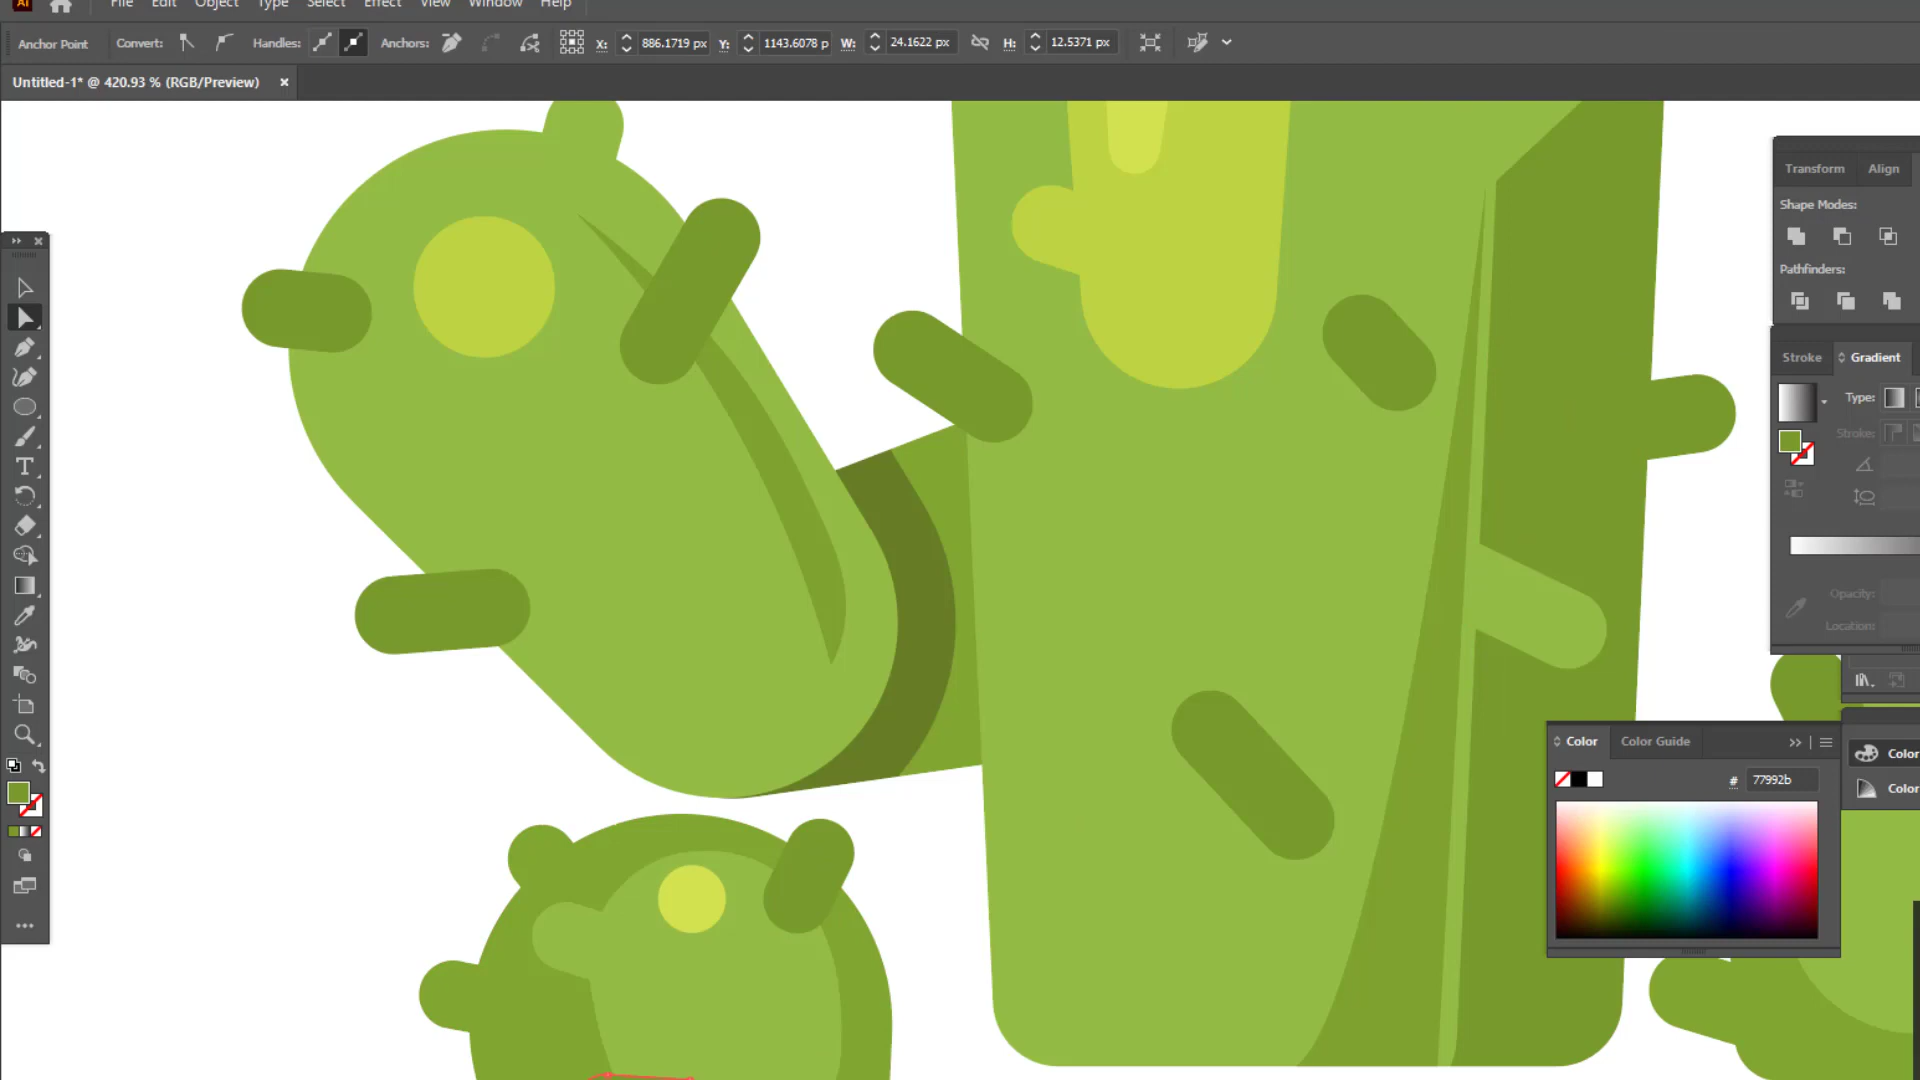 Ai File Edit Object Type Select Effect View Window Help
Anchor Point Convert: Handles: Anchors: X: 886.1719 px Y: 1143.6078 p W: 24.1622 px H: 12.5371 px
Untitled-1* @ 420.93 % (RGB/Preview) ×
Transform Align
Shape Modes:
Pathfinders:
Stroke Gradient
Type:
Stroke:
Opacity:
Location:
Color Color Guide
# 77992b
Color
Color